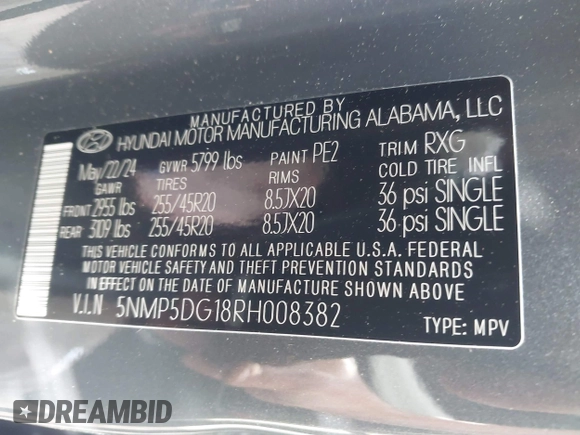 MANUFACTURED BY
HYUNDAI MOTOR MANUFACTURING ALABAMA, LLC
May/22/24 GVWR 5799 lbs PAINT PE2 TRIM RXG
GAWR TIRES RIMS COLD TIRE INFL
FRONT 2955 lbs 255/45R20 8.5JX20 36 psi SINGLE
REAR 3109 lbs 255/45R20 8.5JX20 36 psi SINGLE
THIS VEHICLE CONFORMS TO ALL APPLICABLE U.S.A. FEDERAL
MOTOR VEHICLE SAFETY AND THEFT PREVENTION STANDARDS
IN EFFECT ON THE DATE OF MANUFACTURE SHOWN ABOVE
V.I.N 5NMP5DG18RH008382 TYPE: MPV
DREAMBID